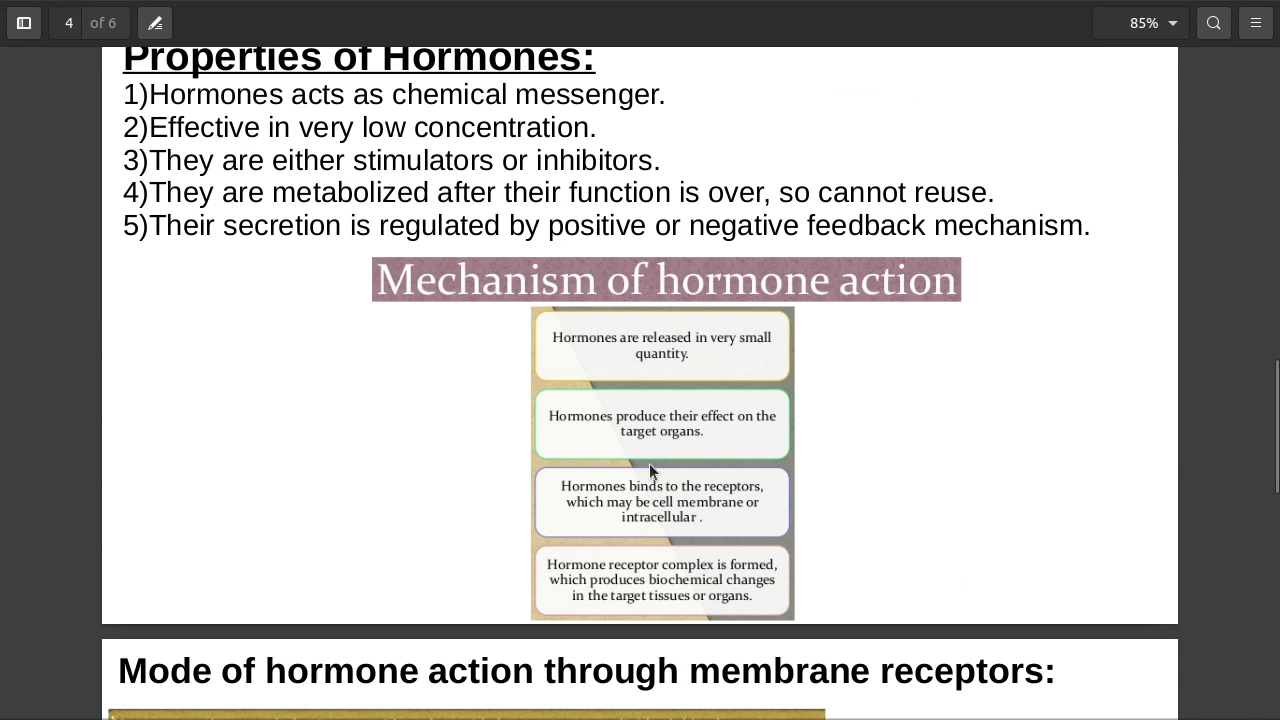 4 of 6
85%
Properties of Hormones:
1)Hormones acts as chemical messenger.
2)Effective in very low concentration.
3)They are either stimulators or inhibitors.
4)They are metabolized after their function is over, so cannot reuse.
5)Their secretion is regulated by positive or negative feedback mechanism.
Mechanism of hormone action
Hormones are released in very small
quantity.
Hormones produce their effect on the
target organs.
Hormones binds to the receptors,
which may be cell membrane or
intracellular .
Hormone receptor complex is formed,
which produces biochemical changes
in the target tissues or organs.
Mode of hormone action through membrane receptors: